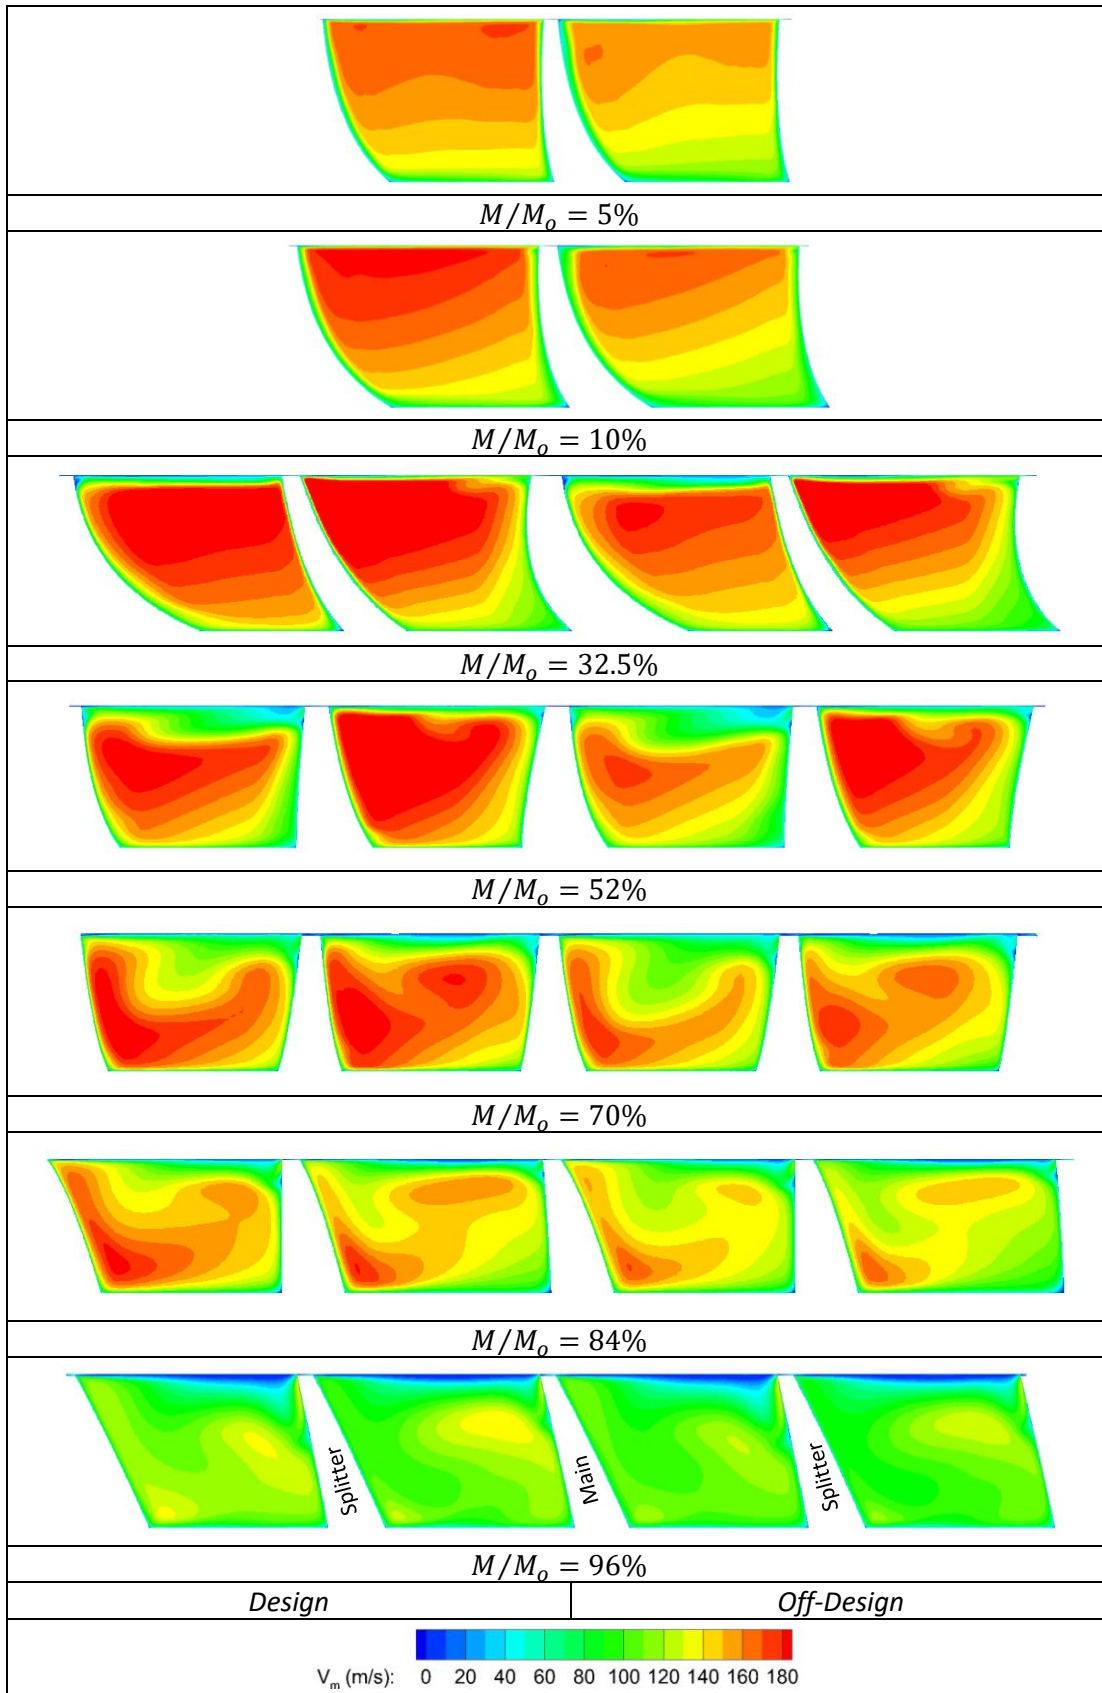 M/M_o = 5%
M/M_o = 10%
M/M_o = 32.5%
M/M_o = 52%
M/M_o = 70%
M/M_o = 84%
Splitter
Main
Splitter
M/M_o = 96%
Design Off-Design
V_m (m/s): 0 20 40 60 80 100 120 140 160 180